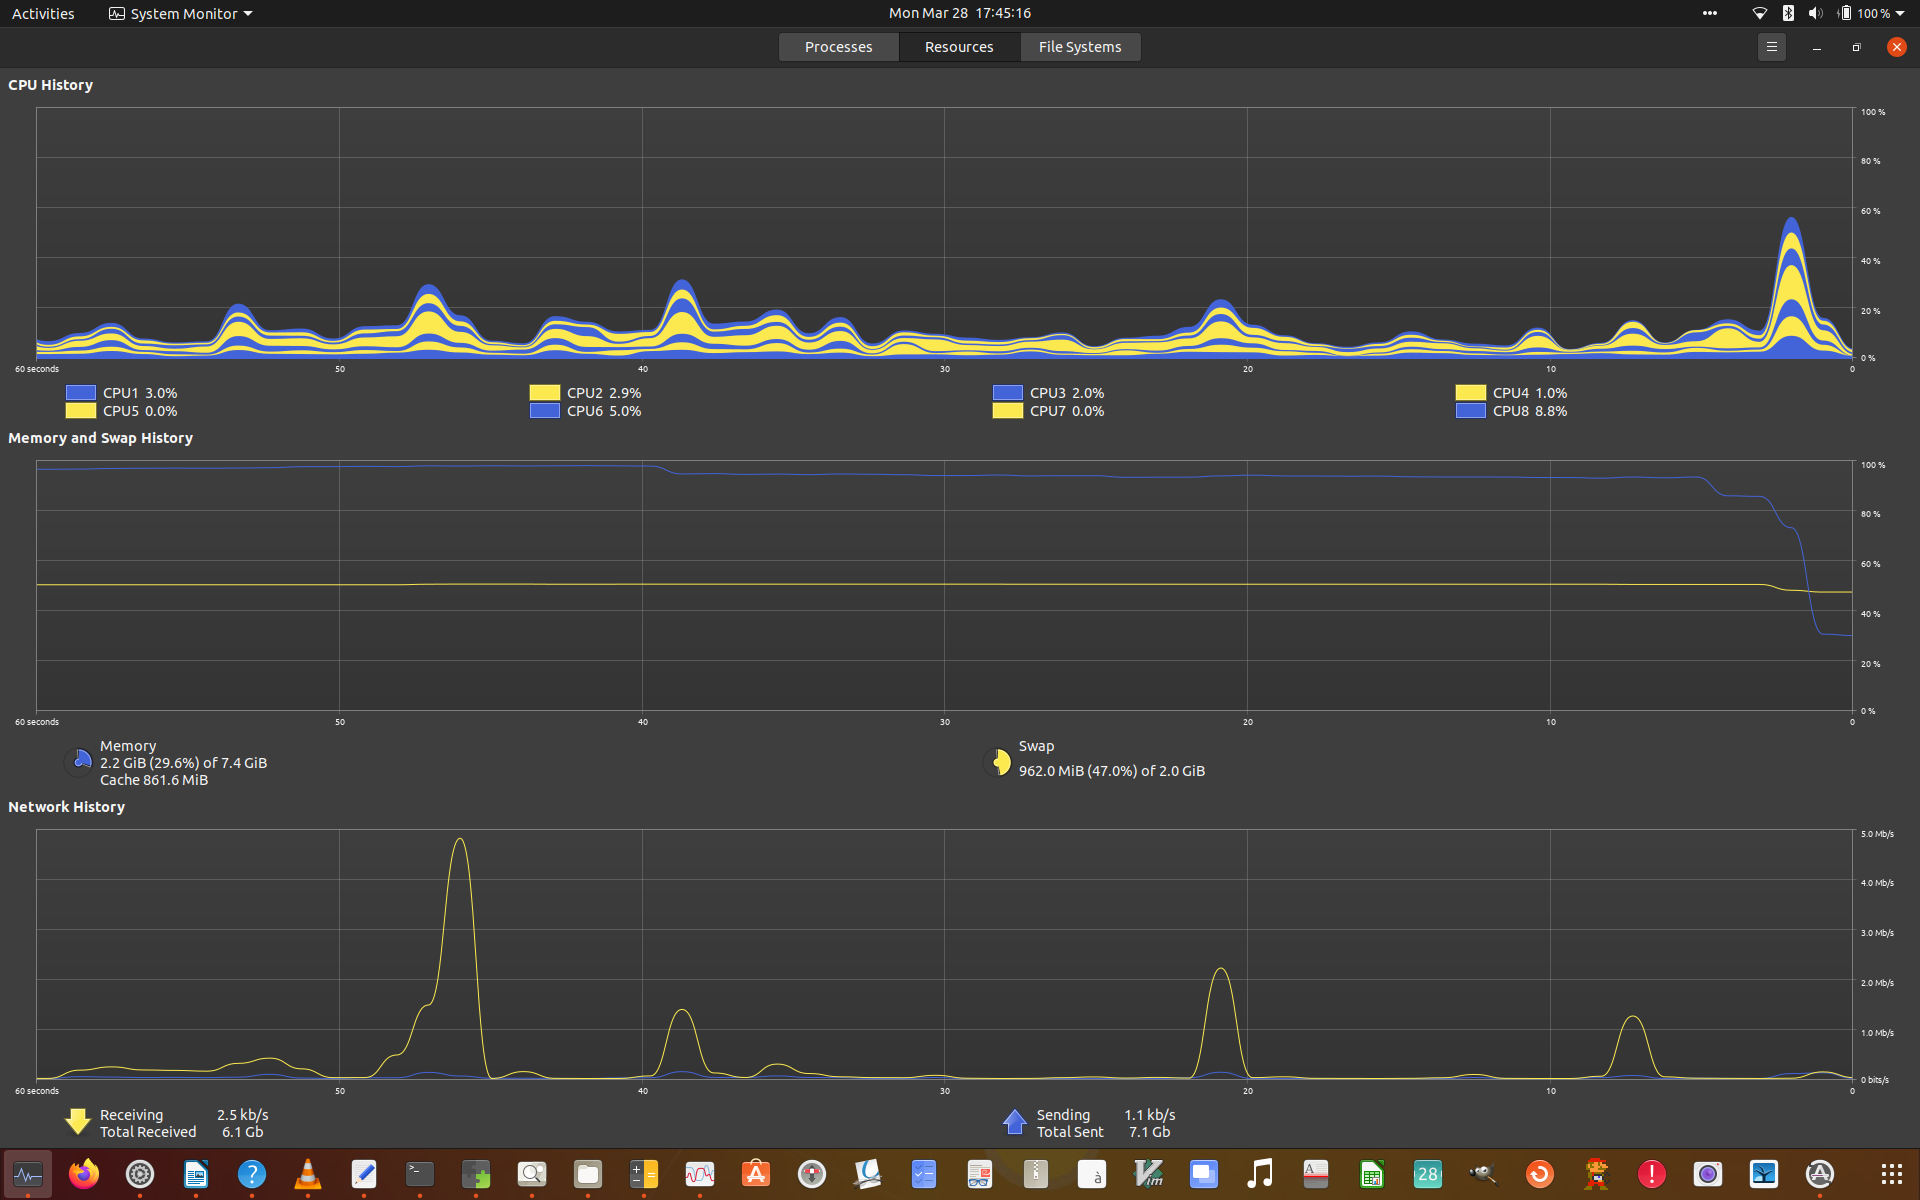 Activities System Monitor Mon Mar 28 17:45:16 100 %
Processes Resources File Systems
CPU History
100 %
80 %
60 %
40 %
20 %
0 %
60 seconds 50 40 30 20 10 0
CPU1 3.0% CPU2 2.9% CPU3 2.0% CPU4 1.0%
CPU5 0.0% CPU6 5.0% CPU7 0.0% CPU8 8.8%
Memory and Swap History
100 %
80 %
60 %
40 %
20 %
0 %
60 seconds 50 40 30 20 10 0
Memory
2.2 GiB (29.6%) of 7.4 GiB
Cache 861.6 MiB
Swap
962.0 MiB (47.0%) of 2.0 GiB
Network History
5.0 Mb/s
4.0 Mb/s
3.0 Mb/s
2.0 Mb/s
1.0 Mb/s
0 bits/s
60 seconds 50 40 30 20 10 0
Receiving 2.5 kb/s
Total Received 6.1 Gb
Sending 1.1 kb/s
Total Sent 7.1 Gb
? >_ A à Vim A 28 !